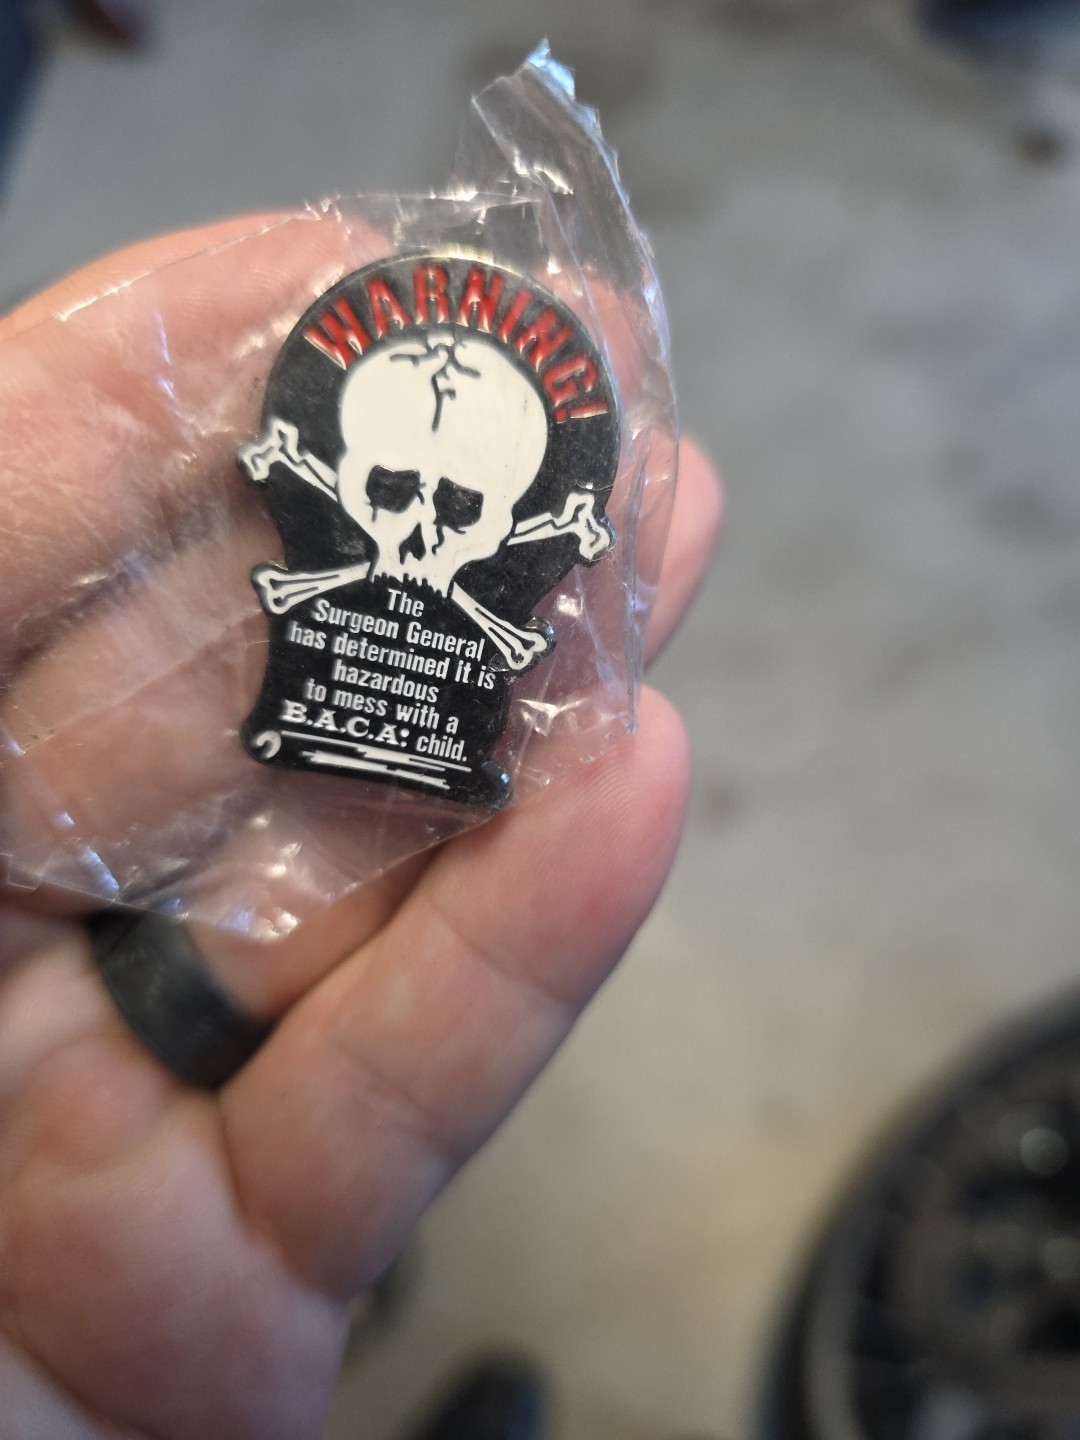 WARNING!
The
Surgeon General
has determined it is
hazardous
to mess with a
B.A.C.A: child.